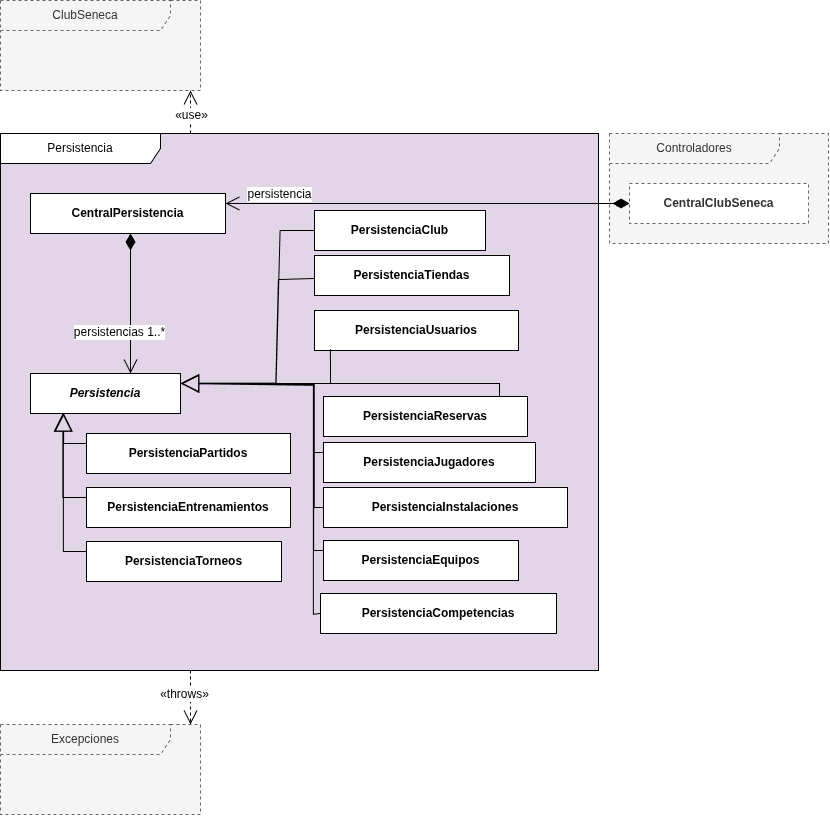 ClubSeneca
«use»
Persistencia
Controladores
CentralPersistencia
persistencia
CentralClubSeneca
PersistenciaClub
PersistenciaTiendas
PersistenciaUsuarios
persistencias 1..*
Persistencia
PersistenciaReservas
PersistenciaPartidos
PersistenciaJugadores
PersistenciaEntrenamientos
PersistenciaInstalaciones
PersistenciaTorneos
PersistenciaEquipos
PersistenciaCompetencias
«throws»
Excepciones